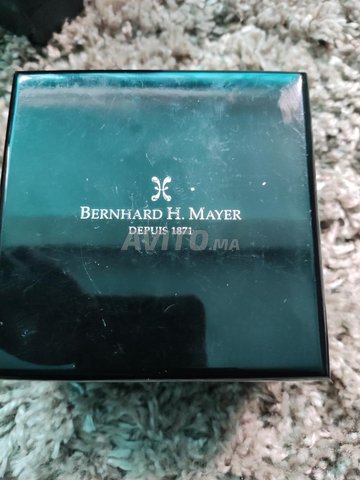 BERNHARD H. MAYER
DEPUIS 1871
AVITO.MA